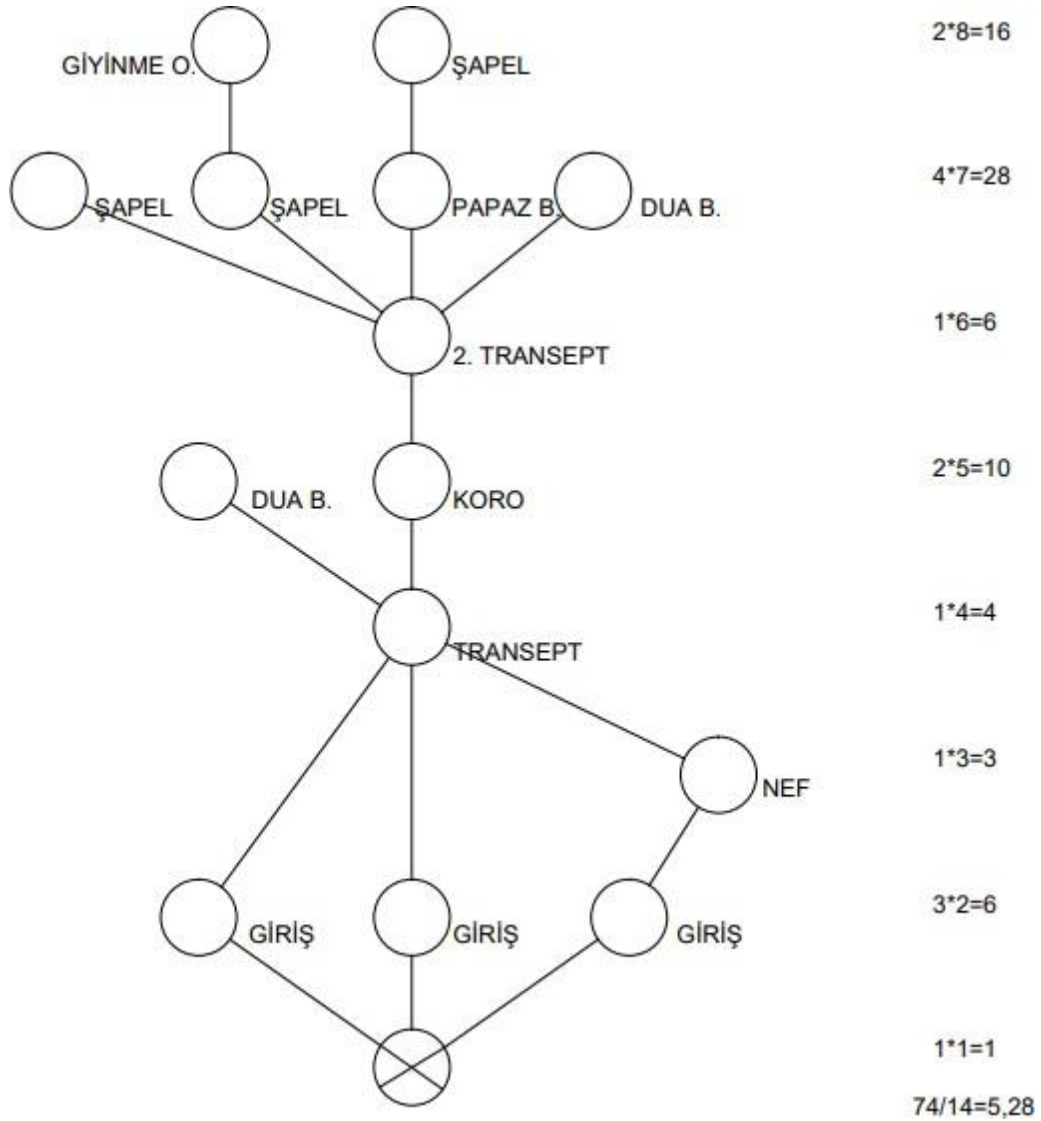 2*8=16
GİYİNME O.
ŞAPEL
4*7=28
ŞAPEL
ŞAPEL
PAPAZ B.
DUA B.
1*6=6
2. TRANSEPT
2*5=10
DUA B.
KORO
1*4=4
TRANSEPT
1*3=3
NEF
3*2=6
GİRİŞ
GİRİŞ
GİRİŞ
1*1=1
74/14=5,28